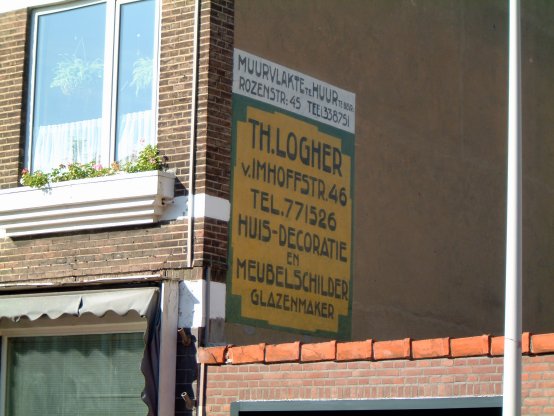 MUURVLAKTE TE HUUR
ROZENSTR: 45 TEL:338751
TH. LOGHER
v. IMHOFFSTR. 46
TEL. 771526
HUIS-DECORATIE
EN
MEUBELSCHILDER
GLAZENMAKER